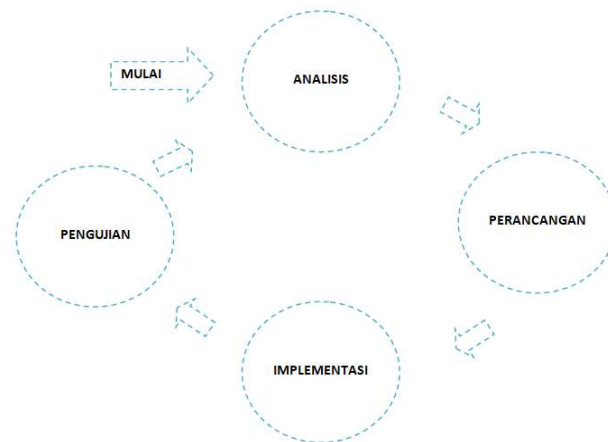 MULAI
ANALISIS
PERANCANGAN
IMPLEMENTASI
PENGUJIAN